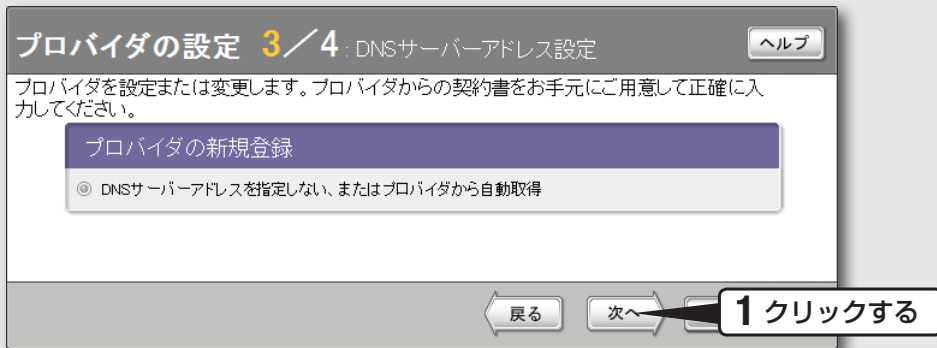 プロバイダの設定 3／4：DNSサーバーアドレス設定
ヘルプ
プロバイダを設定または変更します。プロバイダからの契約書をお手元にご用意して正確に入
力してください。
プロバイダの新規登録
DNSサーバーアドレスを指定しない、またはプロバイダから自動取得
戻る
次へ
1 クリックする